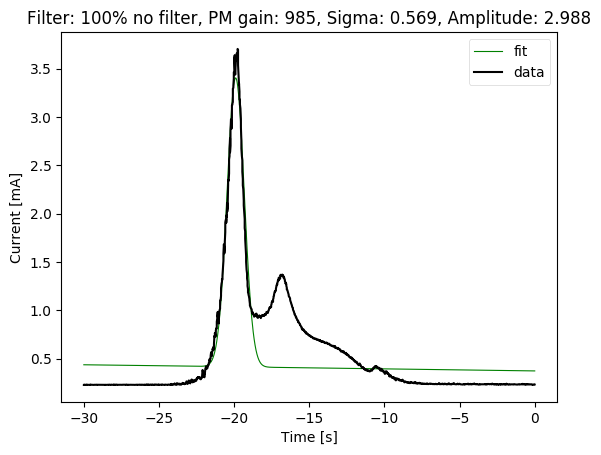 Filter: 100% no filter, PM gain: 985, Sigma: 0.569, Amplitude: 2.988
fit
data
3.5
3.0
2.5
2.0
1.5
1.0
0.5
Current [mA]
−30
−25
−20
−15
−10
−5
0
Time [s]